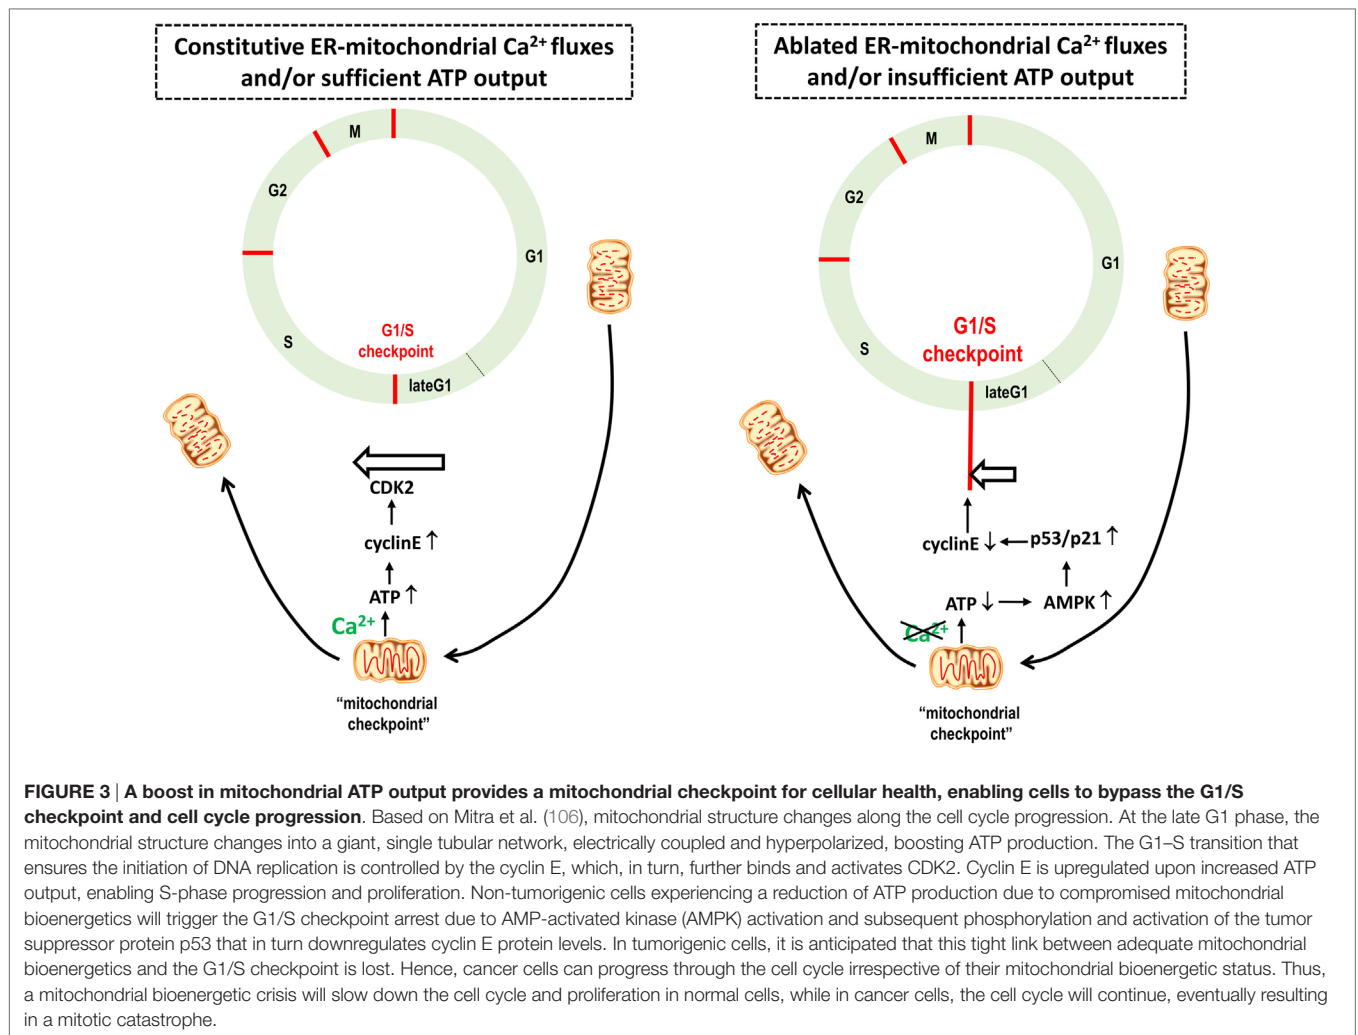 Constitutive ER-mitochondrial Ca²⁺ fluxes
and/or sufficient ATP output
M
G2
G1
S
G1/S
checkpoint
lateG1
CDK2
cyclinE ↑
ATP ↑
Ca²⁺
“mitochondrial
checkpoint”
Ablated ER-mitochondrial Ca²⁺ fluxes
and/or insufficient ATP output
M
G2
G1
S
G1/S
checkpoint
lateG1
cyclinE ↓
p53/p21 ↑
ATP ↓
AMPK ↑
Ca²⁺
“mitochondrial
checkpoint”
FIGURE 3 | A boost in mitochondrial ATP output provides a mitochondrial checkpoint for cellular health, enabling cells to bypass the G1/S
checkpoint and cell cycle progression. Based on Mitra et al. (106), mitochondrial structure changes along the cell cycle progression. At the late G1 phase, the
mitochondrial structure changes into a giant, single tubular network, electrically coupled and hyperpolarized, boosting ATP production. The G1–S transition that
ensures the initiation of DNA replication is controlled by the cyclin E, which, in turn, further binds and activates CDK2. Cyclin E is upregulated upon increased ATP
output, enabling S-phase progression and proliferation. Non-tumorigenic cells experiencing a reduction of ATP production due to compromised mitochondrial
bioenergetics will trigger the G1/S checkpoint arrest due to AMP-activated kinase (AMPK) activation and subsequent phosphorylation and activation of the tumor
suppressor protein p53 that in turn downregulates cyclin E protein levels. In tumorigenic cells, it is anticipated that this tight link between adequate mitochondrial
bioenergetics and the G1/S checkpoint is lost. Hence, cancer cells can progress through the cell cycle irrespective of their mitochondrial bioenergetic status. Thus,
a mitochondrial bioenergetic crisis will slow down the cell cycle and proliferation in normal cells, while in cancer cells, the cell cycle will continue, eventually resulting
in a mitotic catastrophe.